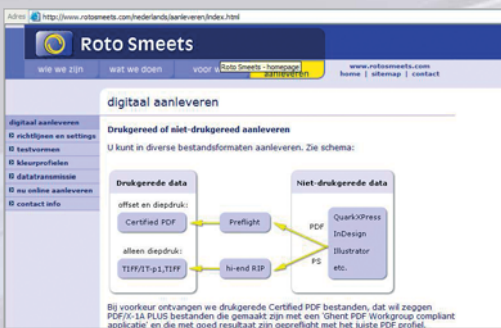 Adres http://www.rotosmeets.com/nederlands/aanleveren/index.html
Roto Smeets
wie we zijn
wat we doen
voor w
Roto Smeets - homepage
aanleveren
www.rotosmeets.com
home | sitemap | contact
digitaal aanleveren
digitaal aanleveren
richtlijnen en settings
testvormen
kleurprofielen
datatransmissie
nu online aanleveren
contact info
Drukgereed of niet-drukgereed aanleveren
U kunt in diverse bestandsformaten aanleveren. Zie schema:
Drukgerede data
Niet-drukgerede data
offset en diepdruk:
Certified PDF
Preflight
PDF
QuarkXPress
InDesign
Illustrator
etc.
alleen diepdruk:
PS
TIFF/IT-p1,TIFF
hi-end RIP
Bij voorkeur ontvangen we drukgerede Certified PDF bestanden, dat wil zeggen
PDF/X-1A PLUS bestanden die gemaakt zijn met een 'Ghent PDF Workgroup compliant
applicatie' en die met goed resultaat zijn gepreflight met het juiste PDF profiel.